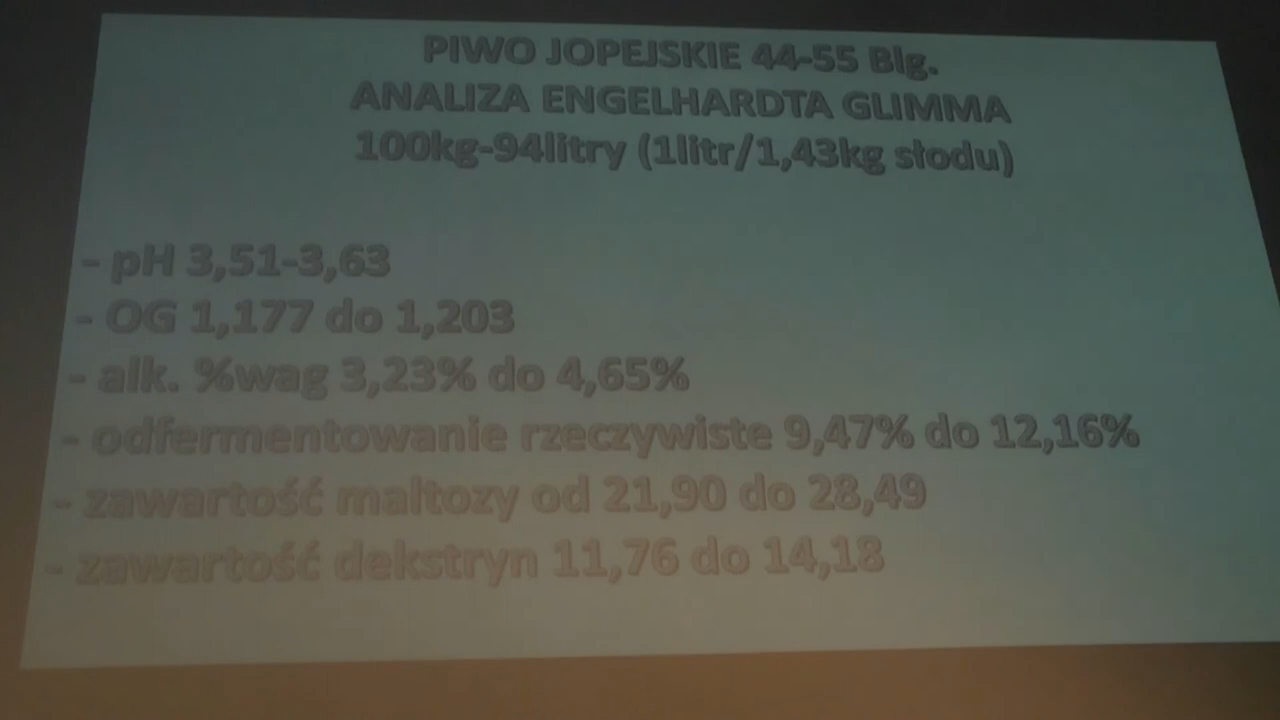 PIWO JOPEJSKIE 44-55 Blg.
ANALIZA ENGELHARDTA GLIMMA
100kg-94litry (1litr/1,43kg słodu)
- pH 3,51-3,63
- OG 1,177 do 1,203
- alk. %wag 3,23% do 4,65%
- odfermentowanie rzeczywiste 9,47% do 12,16%
- zawartość maltozy od 21,90 do 28,49
- zawartość dekstryn 11,76 do 14,18